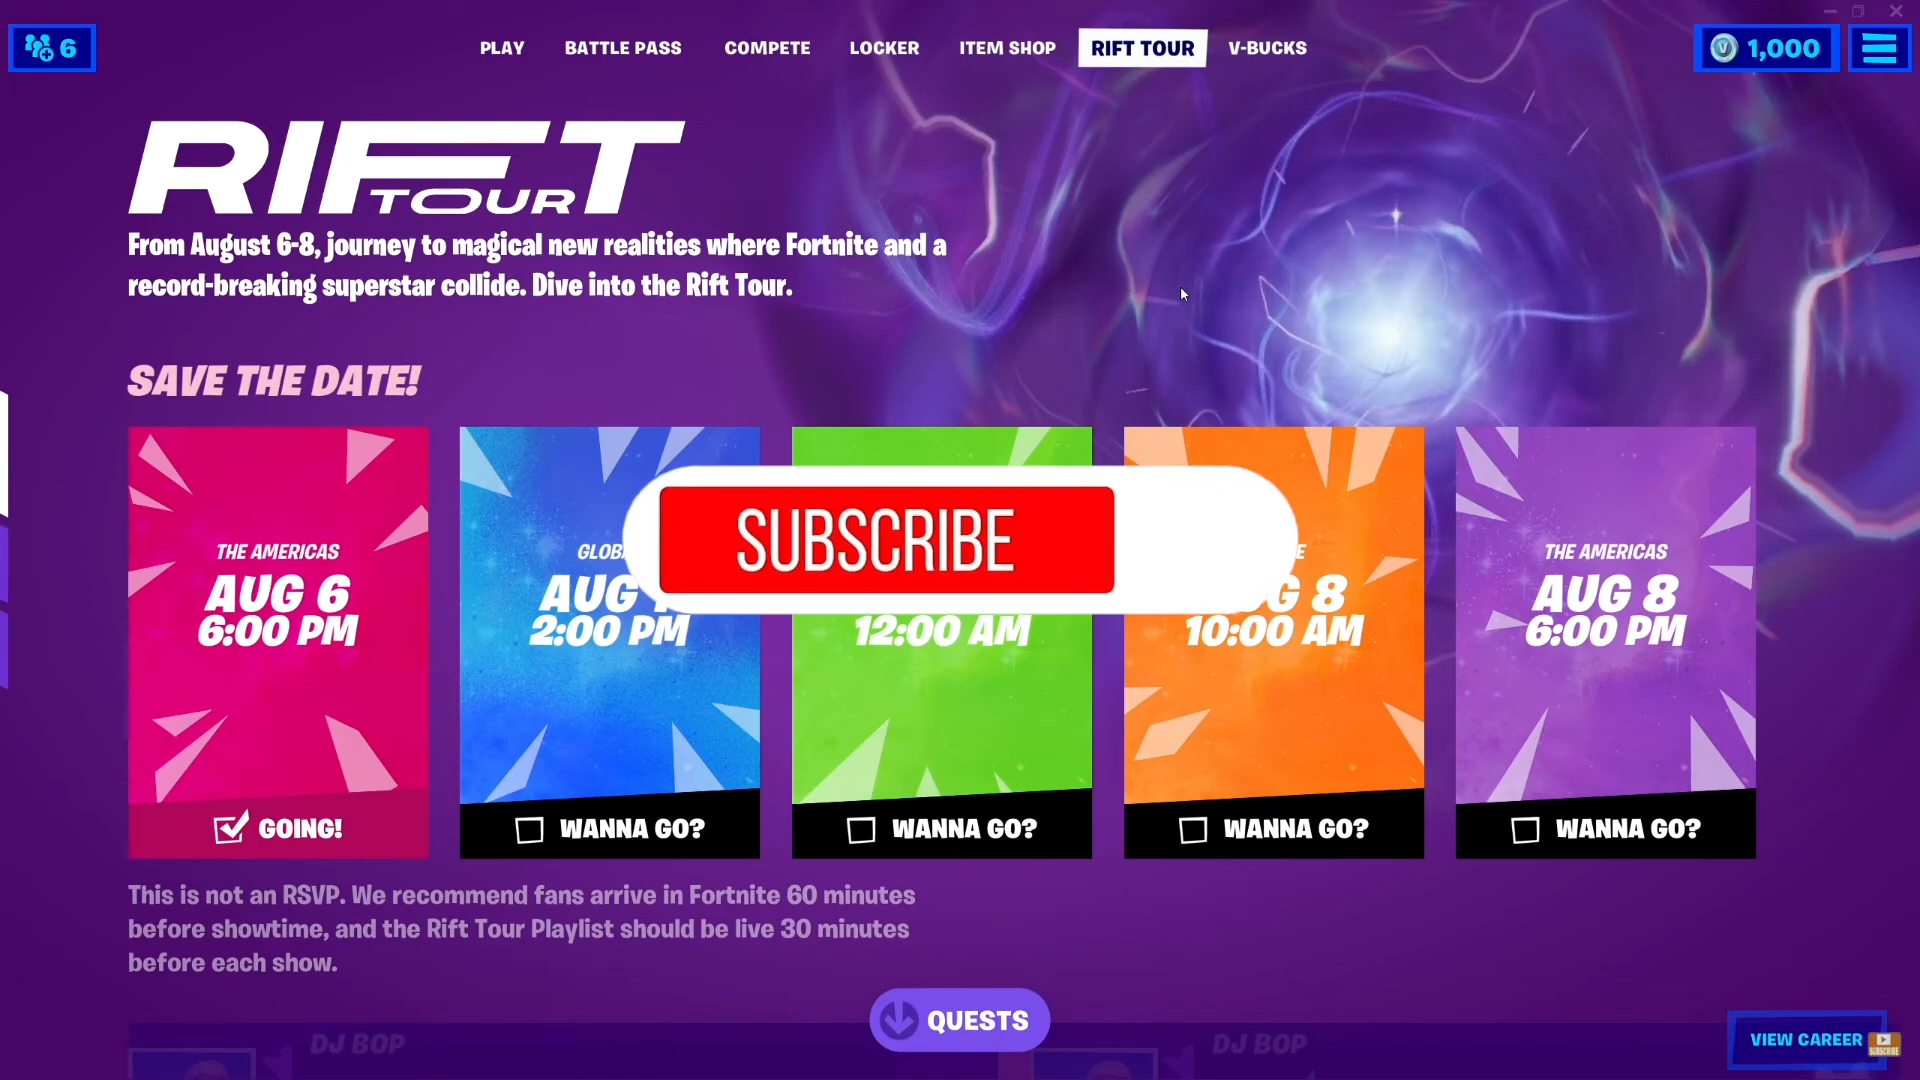 6
PLAY
BATTLE PASS
COMPETE
LOCKER
ITEM SHOP
RIFT TOUR
V-BUCKS
1,000
RIFT
TOUR
From August 6-8, journey to magical new realities where Fortnite and a
record-breaking superstar collide. Dive into the Rift Tour.
SAVE THE DATE!
THE AMERICAS
AUG 6
6:00 PM
GOING!
AUG
2:00 PM
WANNA GO?
12:00 AM
WANNA GO?
8
10:00 AM
WANNA GO?
THE AMERICAS
AUG 8
6:00 PM
WANNA GO?
SUBSCRIBE
This is not an RSVP. We recommend fans arrive in Fortnite 60 minutes
before showtime, and the Rift Tour Playlist should be live 30 minutes
before each show.
QUESTS
DJ BOP
DJ BOP
VIEW CAREER
SUBSCRIBE